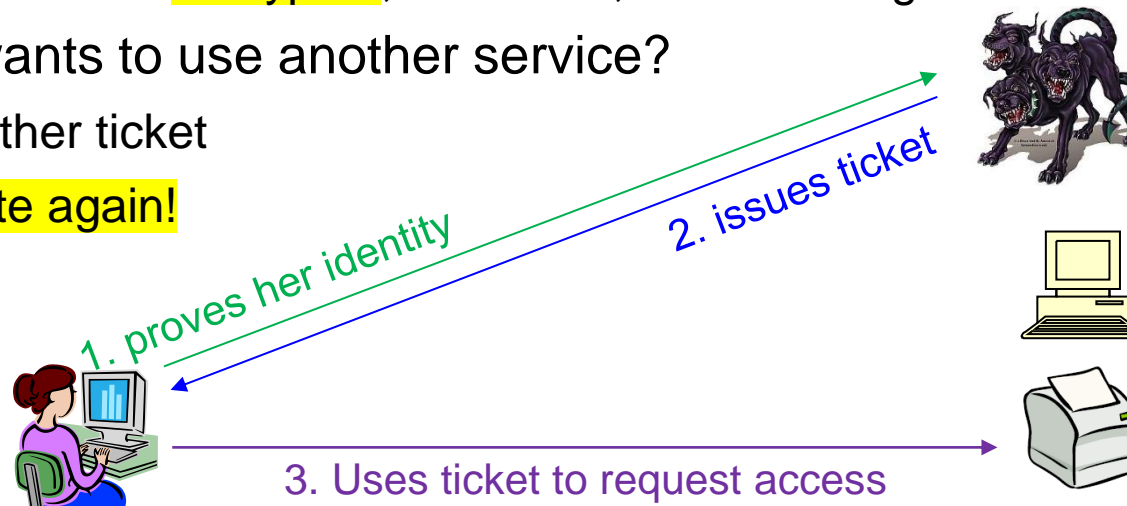 wants to use another service?
ther ticket
te again!
2. issues ticket
1. proves her identity
3. Uses ticket to request access